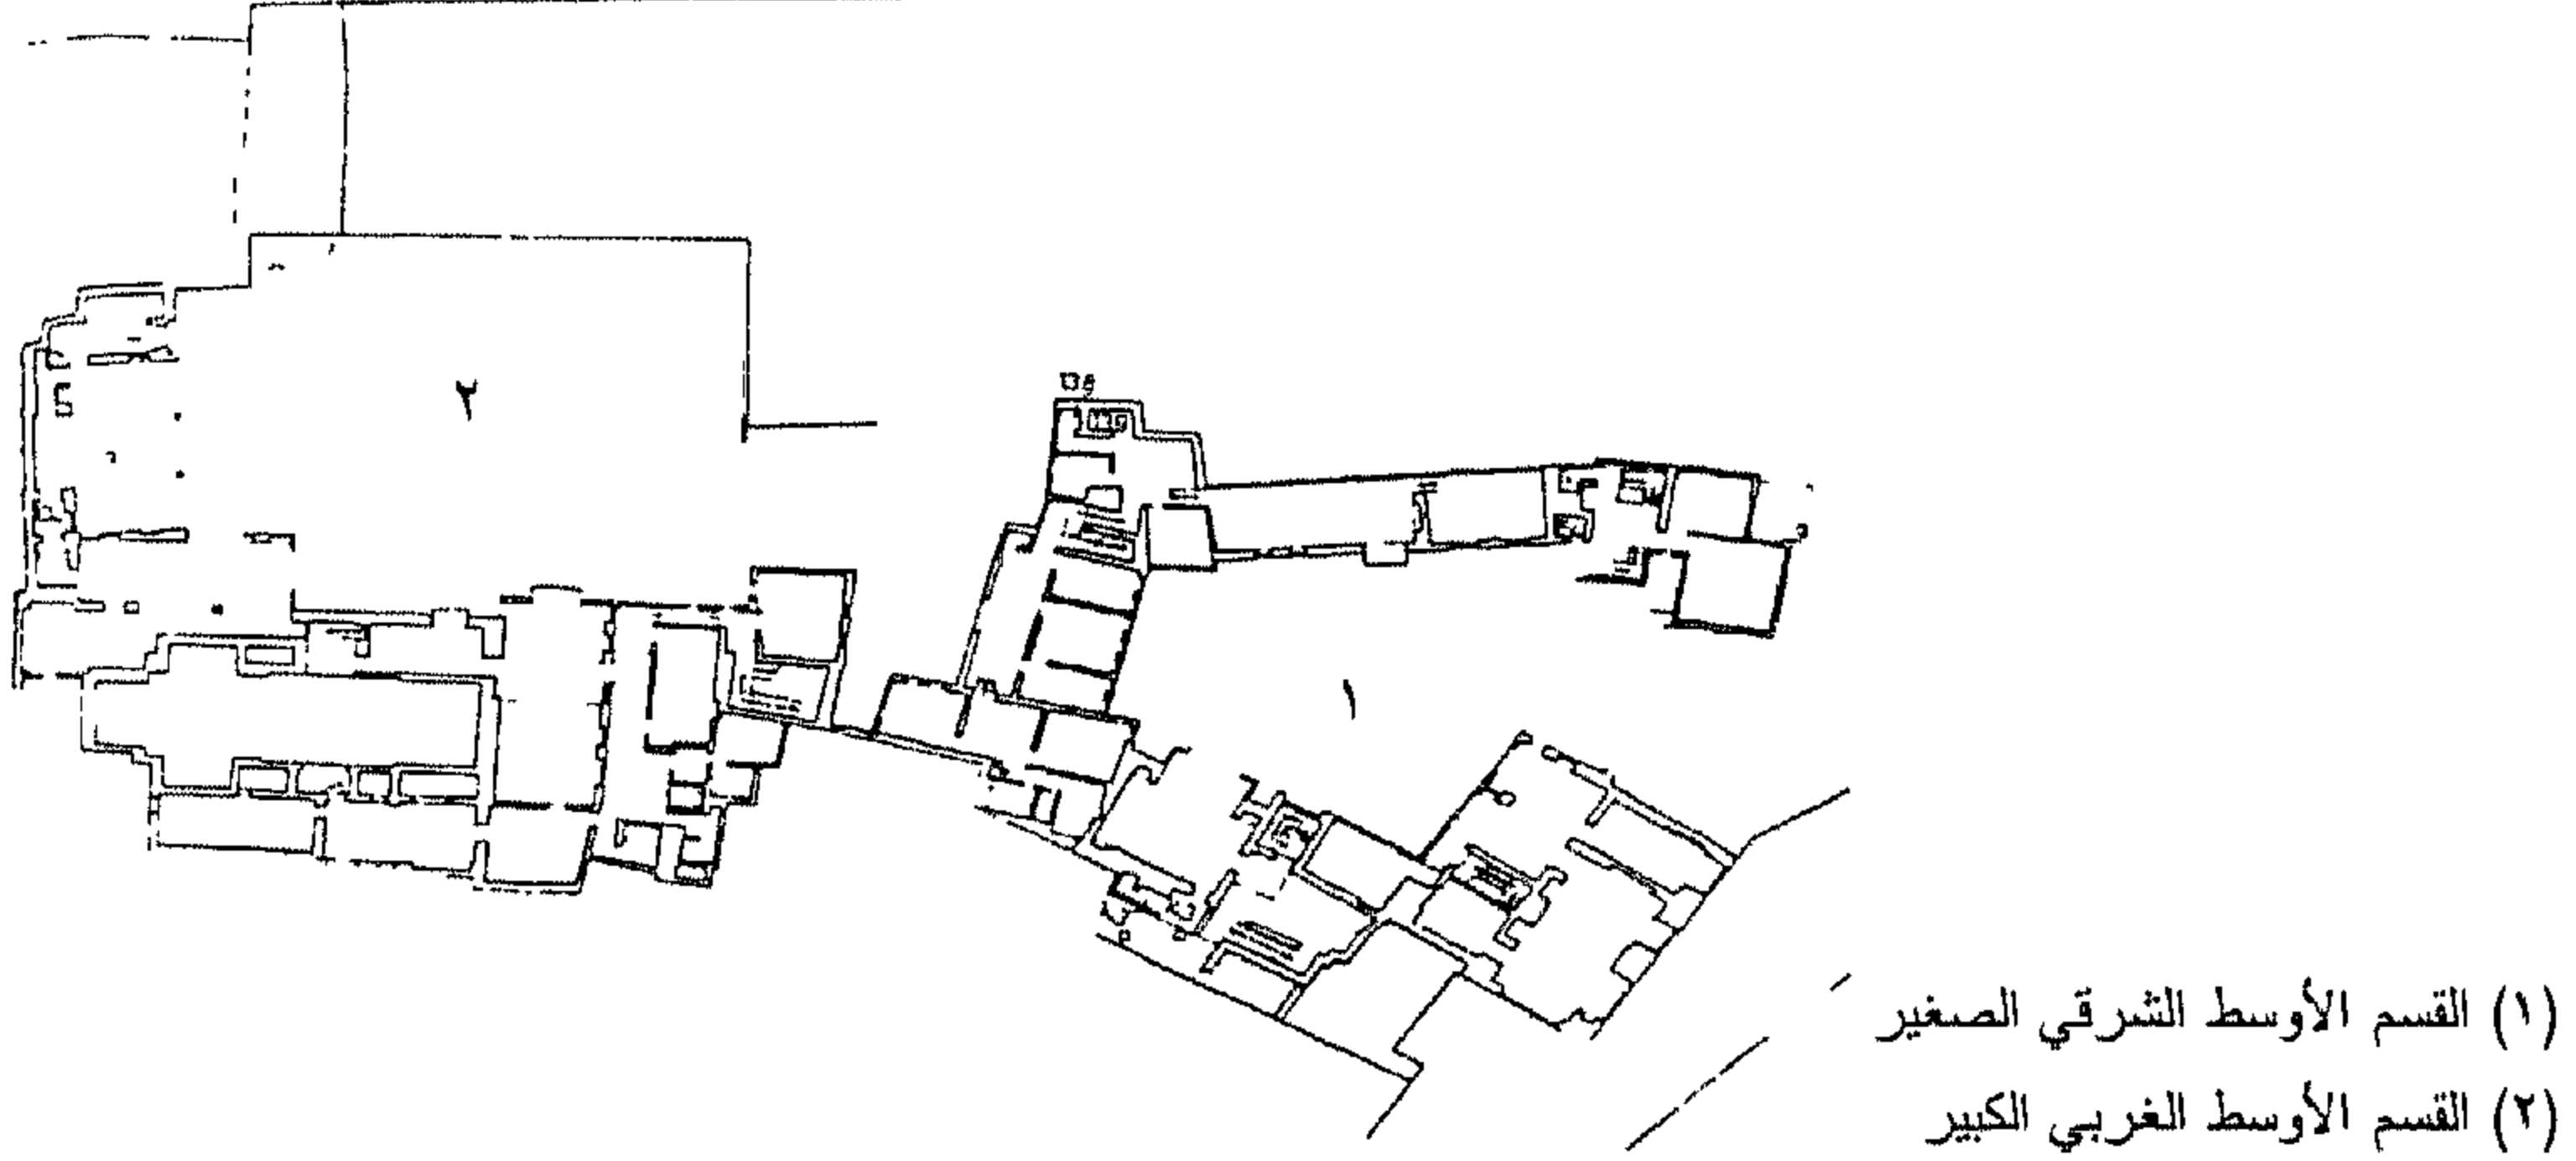 ٢
١
(١) القسم الأوسط الشرقي الصغير
(٢) القسم الأوسط الغربي الكبير